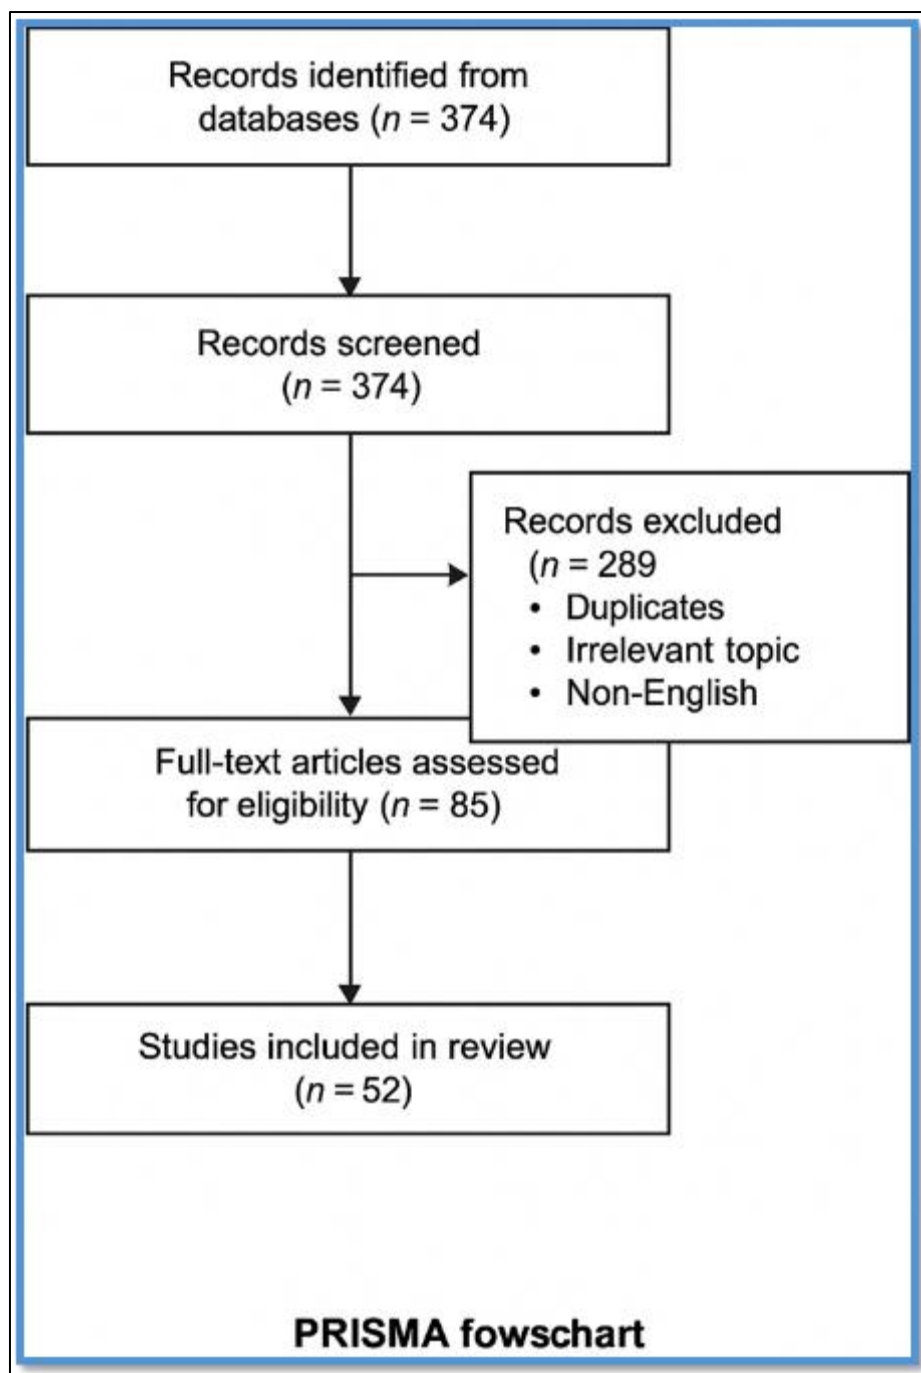 Records identified from
databases (n = 374)
Records screened
(n = 374)
Records excluded
(n = 289
• Duplicates
• Irrelevant topic
• Non-English
Full-text articles assessed
for eligibility (n = 85)
Studies included in review
(n = 52)
PRISMA fowschart